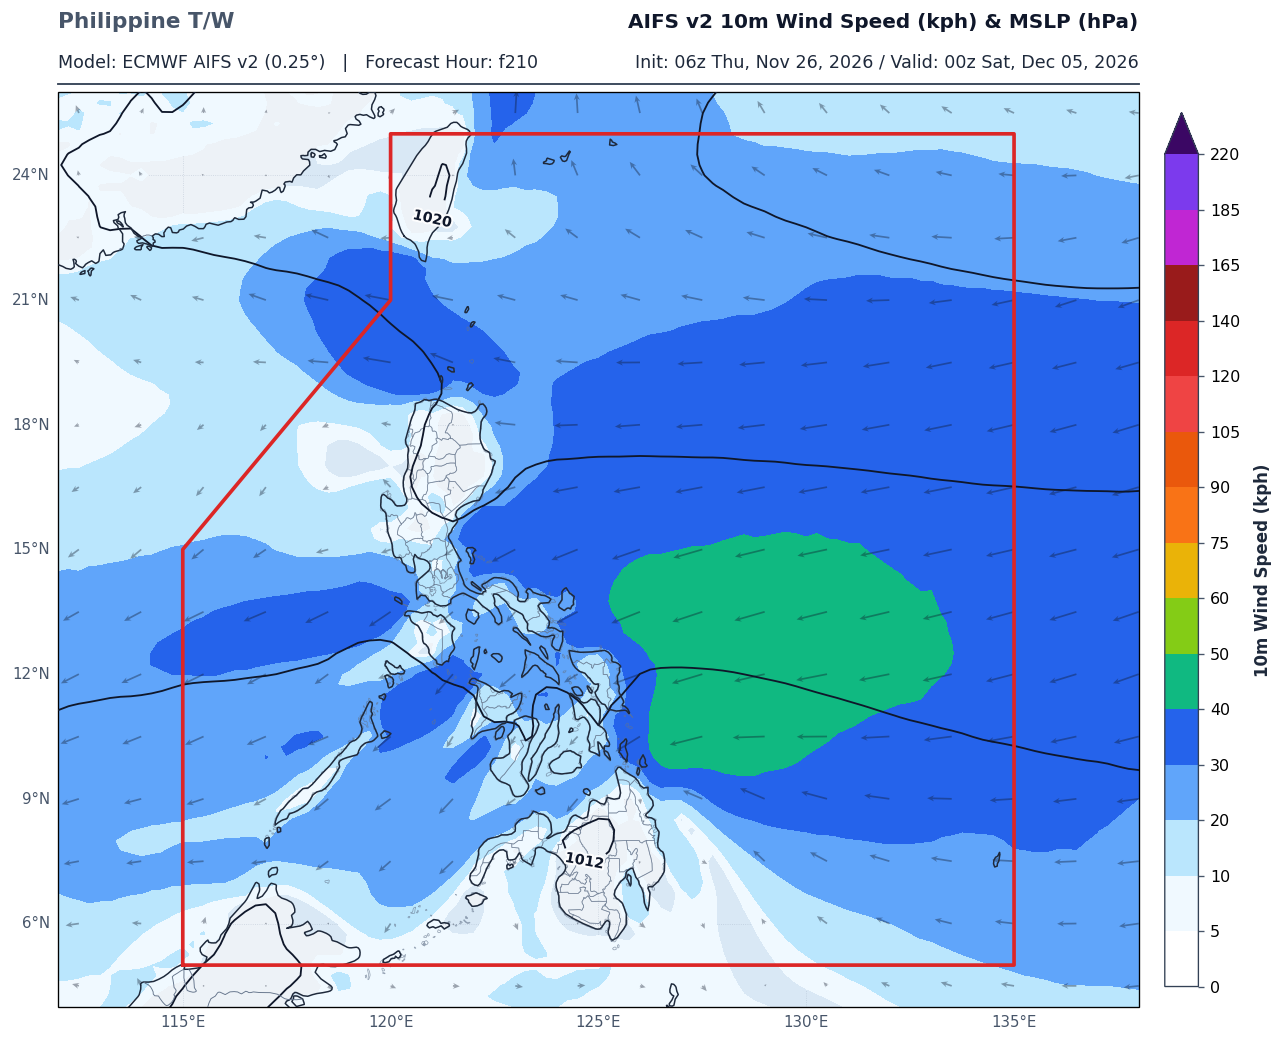 Philippine T/W
AIFS v2 10m Wind Speed (kph) & MSLP (hPa)
Model: ECMWF AIFS v2 (0.25°) | Forecast Hour: f210
Init: 06z Thu, Nov 26, 2026 / Valid: 00z Sat, Dec 05, 2026
24°N
21°N
18°N
15°N
12°N
9°N
6°N
1020
1012
115°E
120°E
125°E
130°E
135°E
220
185
165
140
120
105
90
75
60
50
40
30
20
10
5
0
10m Wind Speed (kph)